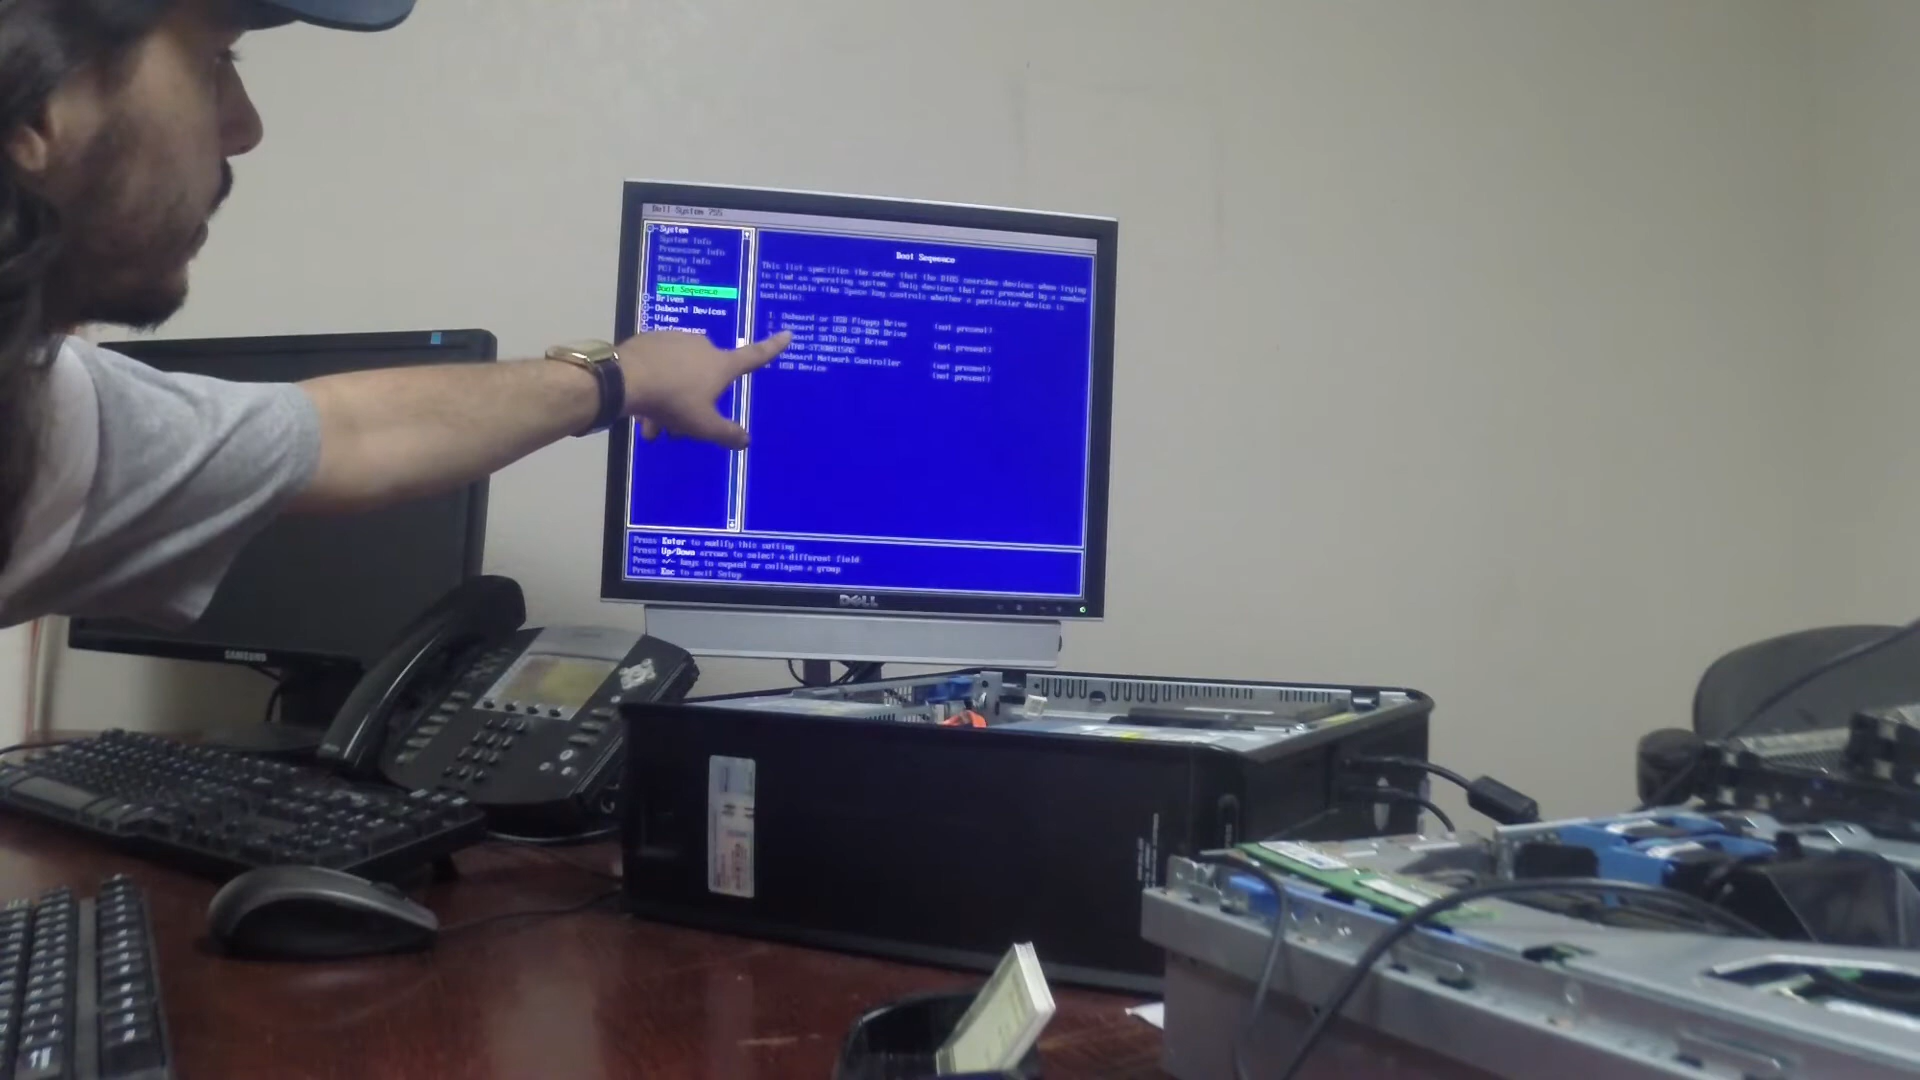 Dell System 755
System
System Info
Processor Info
Memory Info
PCI Info
Date/Time
Boot Sequence
Drives
Onboard Devices
Video
Performance
Boot Sequence
This list specifies the order that the BIOS searches devices when trying
to find an operating system. Only devices that are preceded by a number
are bootable (the Space key controls whether a particular device is
bootable).
1. Onboard or USB Floppy Drive (not present)
2. Onboard or USB CD-ROM Drive
board SATA Hard Drive (not present)
Onboard Network Controller (not present)
USB Device (not present)
Press Enter to modify this setting
Press Up/Down arrows to select a different field
Press +/- keys to expand or collapse a group
Press Esc to exit Setup
DELL
SAMSUNG